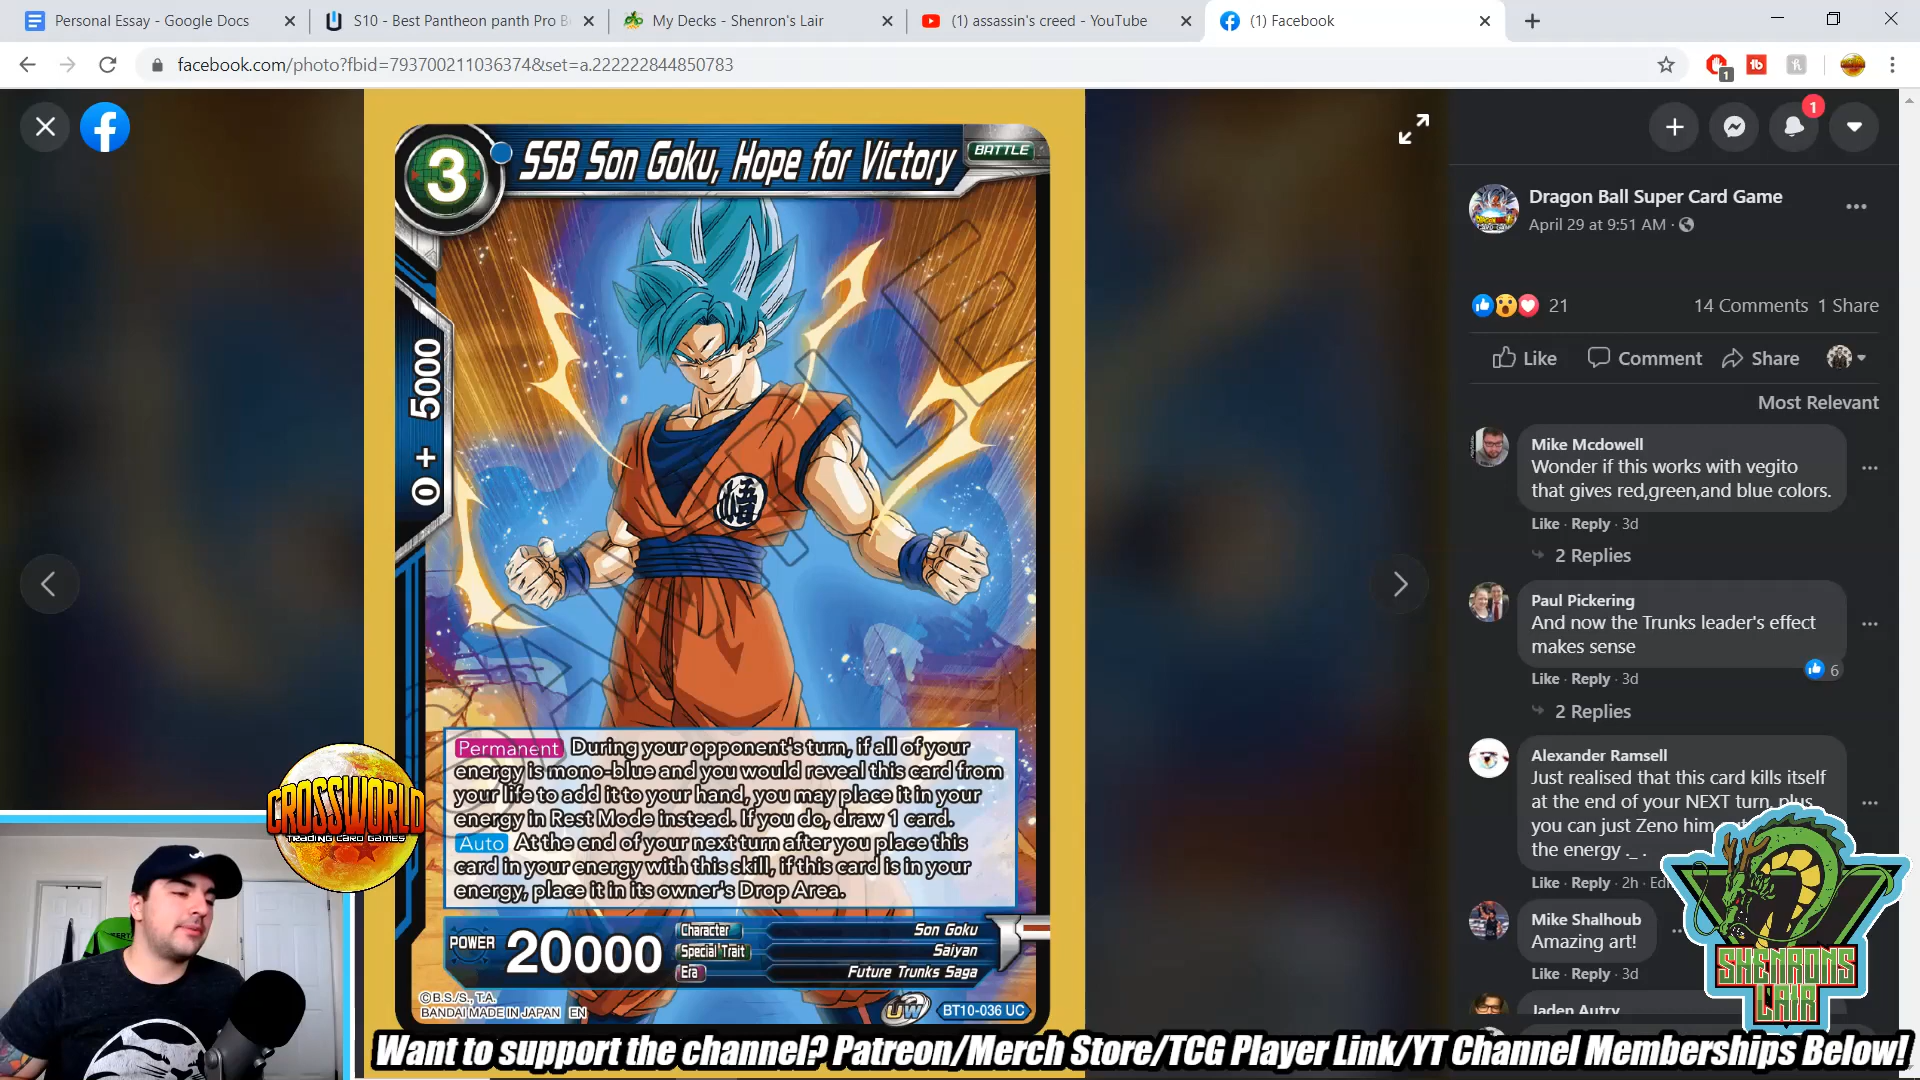 Personal Essay - Google Docs
S10 - Best Pantheon panth Pro B
My Decks - Shenron's Lair
(1) assassin's creed - YouTube
(1) Facebook
facebook.com/photo?fbid=793700211036374&set=a.222222844850783
1
1
3
SSB Son Goku, Hope for Victory
BATTLE
0 + 5000
悟
SAMPLE
Permanent During your opponent's turn, if all of your
energy is mono-blue and you would reveal this card from
your life to add it to your hand, you may place it in your
energy in Rest Mode instead. If you do, draw 1 card.
Auto At the end of your next turn after you place this
card in your energy with this skill, if this card is in your
energy, place it in its owner's Drop Area.
POWER 20000
Character Son Goku
Special Trait Saiyan
Era Future Trunks Saga
©B.S./S., T.A.
BANDAI MADE IN JAPAN EN
UW
BT10-036 UC
Dragon Ball Super Card Game
April 29 at 9:51 AM ·
21
14 Comments 1 Share
Like
Comment
Share
Most Relevant
Mike Mcdowell
Wonder if this works with vegito
that gives red,green,and blue colors.
Like · Reply · 3d
2 Replies
Paul Pickering
And now the Trunks leader's effect
makes sense
6
Like · Reply · 3d
2 Replies
Alexander Ramsell
Just realised that this card kills itself
at the end of your NEXT turn, plus
you can just Zeno him
the energy ._ .
Like · Reply · 2h ·
Mike Shalhoub
Amazing art!
Like · Reply · 3d
Jaden Autry
CROSSWORLD
TRADING CARD GAMES
SHENRONS
LAIR
Want to support the channel? Patreon/Merch Store/TCG Player Link/YT Channel Memberships Below!